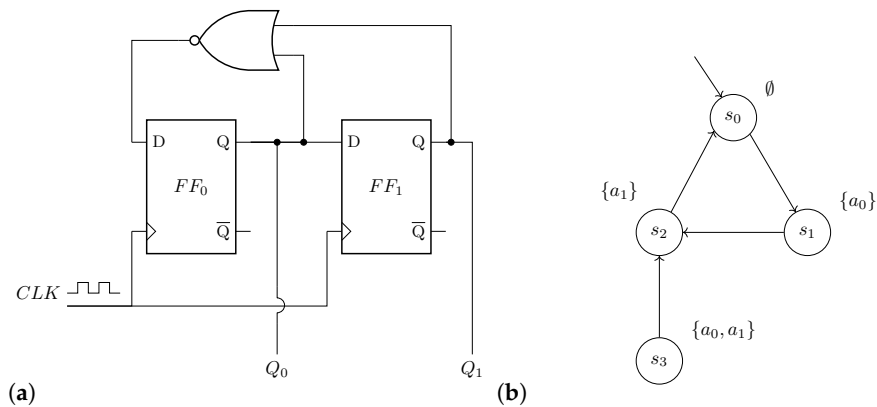 D Q
FF₀
Q̅
D Q
FF₁
Q̅
CLK
Q₀
Q₁
(a)
s₀
∅
{a₁}
s₂
s₁
{a₀}
{a₀, a₁}
s₃
(b)